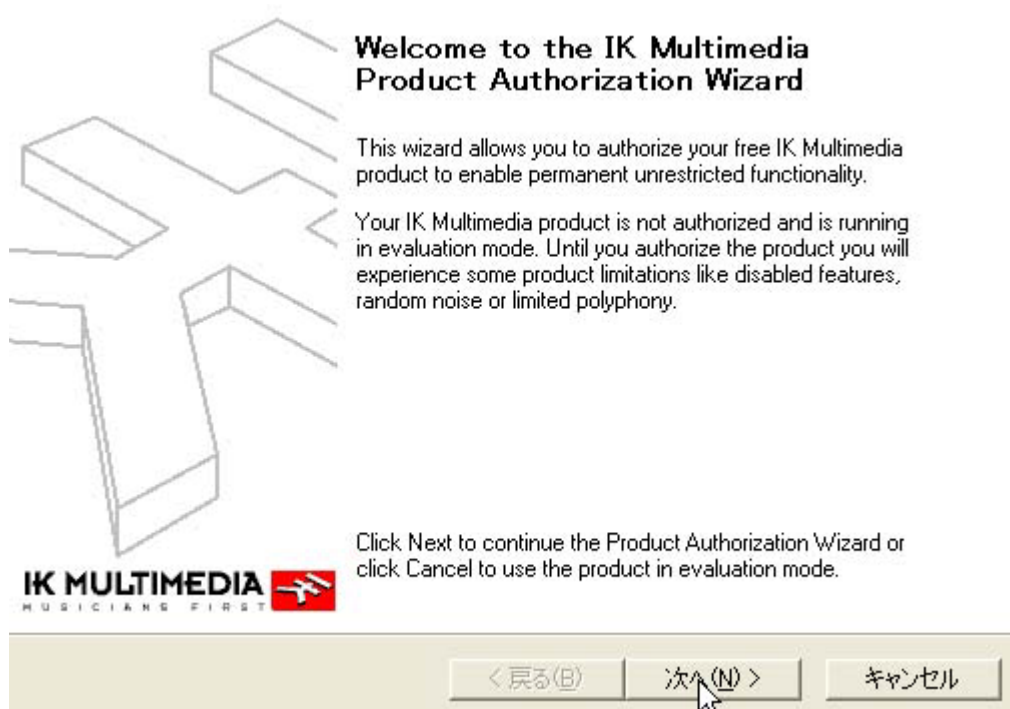 Welcome to the IK Multimedia
Product Authorization Wizard
This wizard allows you to authorize your free IK Multimedia
product to enable permanent unrestricted functionality.
Your IK Multimedia product is not authorized and is running
in evaluation mode. Until you authorize the product you will
experience some product limitations like disabled features,
random noise or limited polyphony.
Click Next to continue the Product Authorization Wizard or
click Cancel to use the product in evaluation mode.
IK MULTIMEDIA
MUSICIANS FIRST
< 戻る(B)
次へ(N) >
キャンセル